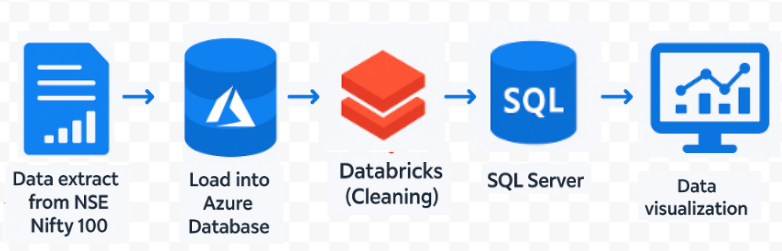 Data extract
from NSE
Nifty 100
Load into
Azure
Database
Databricks
(Cleaning)
SQL
SQL Server
Data
visualization